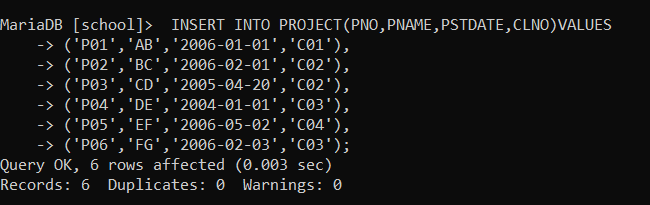 MariaDB [school]>  INSERT INTO PROJECT(PNO,PNAME,PSTDATE,CLNO)VALUES
    -> ('P01','AB','2006-01-01','C01'),
    -> ('P02','BC','2006-02-01','C02'),
    -> ('P03','CD','2005-04-20','C02'),
    -> ('P04','DE','2004-01-01','C03'),
    -> ('P05','EF','2006-05-02','C04'),
    -> ('P06','FG','2006-02-03','C03');
Query OK, 6 rows affected (0.003 sec)
Records: 6  Duplicates: 0  Warnings: 0